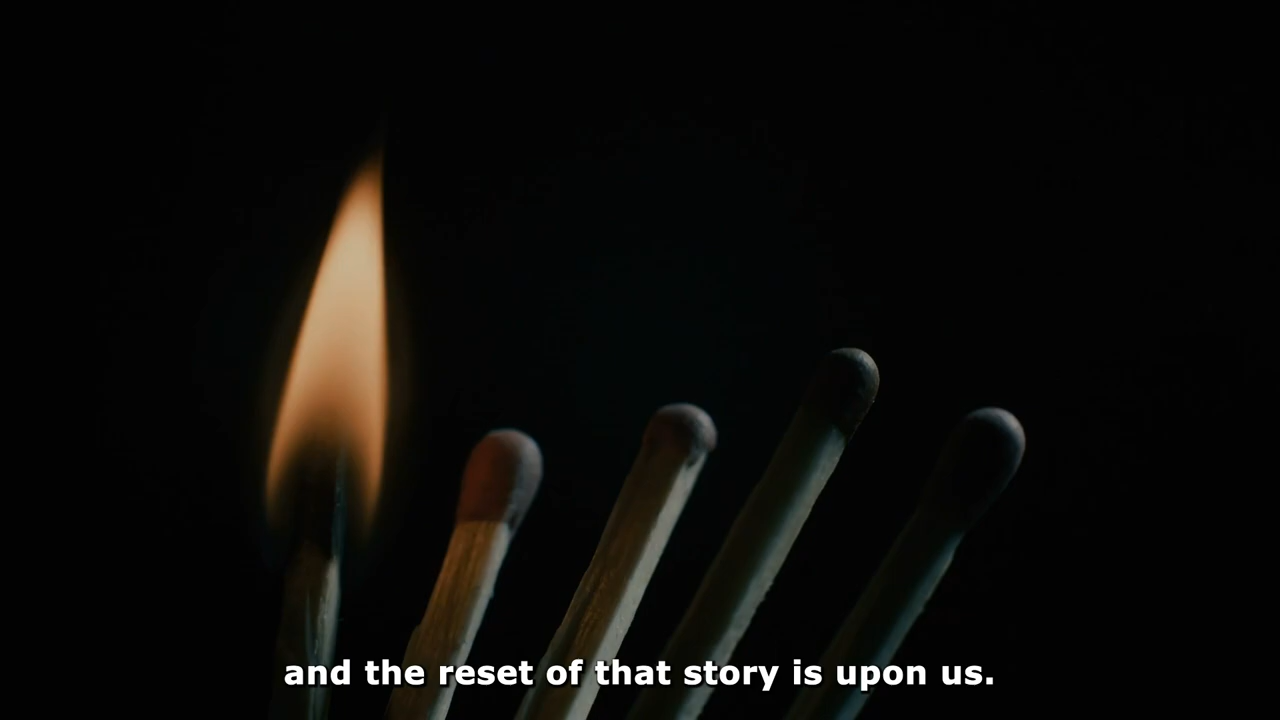 and the reset of that story is upon us.